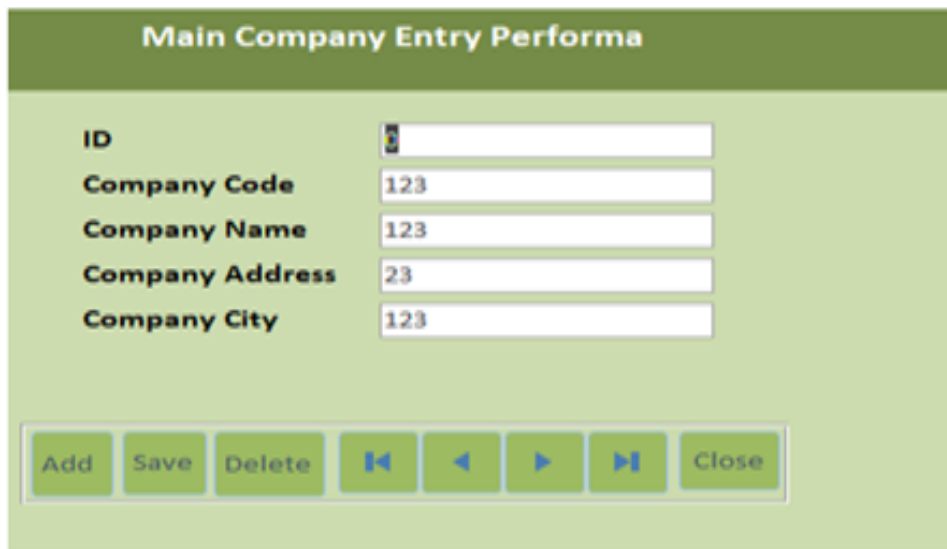 Main Company Entry Performa
ID
Company Code 123
Company Name 123
Company Address 23
Company City 123
Add Save Delete Close